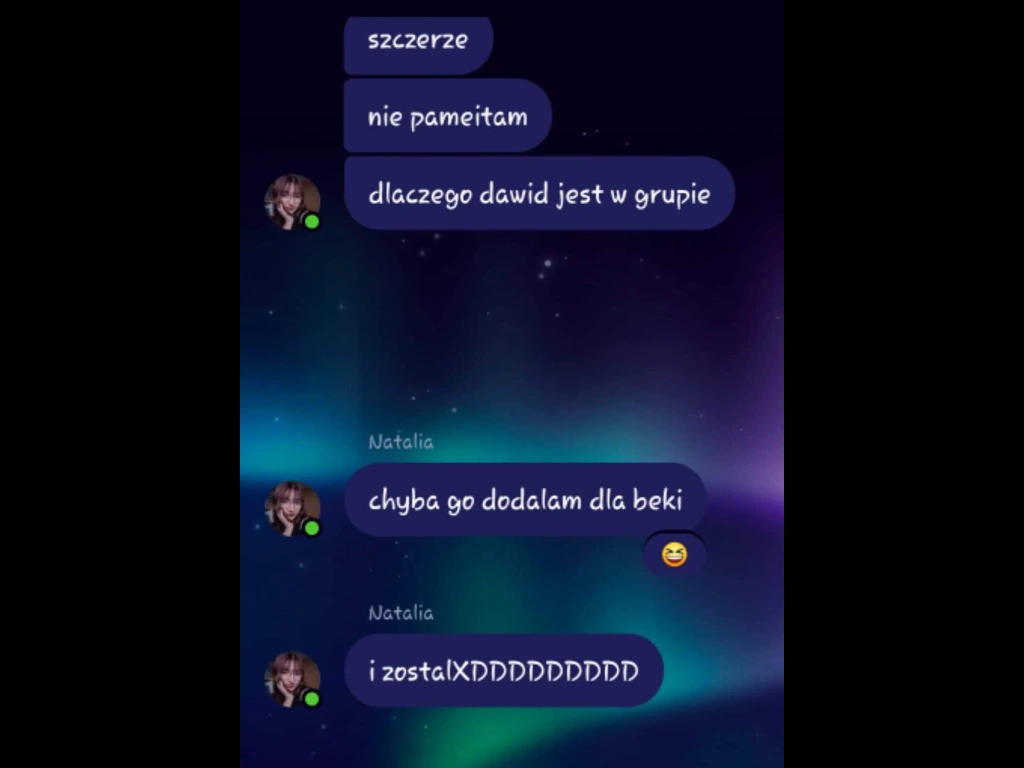 szczerze
nie pameitam
dlaczego dawid jest w grupie
Natalia
chyba go dodalam dla beki
😆
Natalia
i zostalXDDDDDDDDD